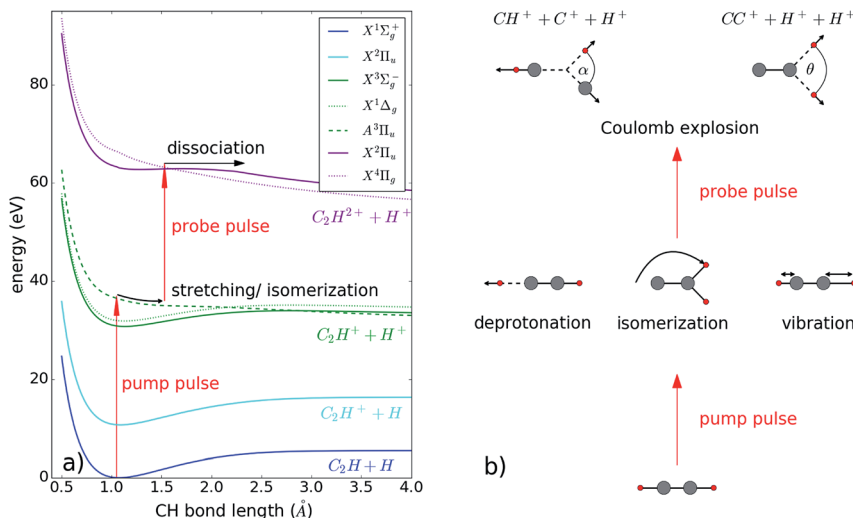 energy (eV)
80
60
40
20
0
0.5 1.0 1.5 2.0 2.5 3.0 3.5 4.0
CH bond length (Å)
a)
X¹Σg⁺
X²Πu
X³Σg⁻
X¹Δg
A³Πu
X²Πu
X⁴Πg
dissociation
C₂H²⁺ + H⁺
probe pulse
stretching/ isomerization
C₂H⁺ + H⁺
pump pulse
C₂H⁺ + H
C₂H + H
CH⁺ + C⁺ + H⁺
CC⁺ + H⁺ + H⁺
α
θ
Coulomb explosion
probe pulse
deprotonation
isomerization
vibration
pump pulse
b)